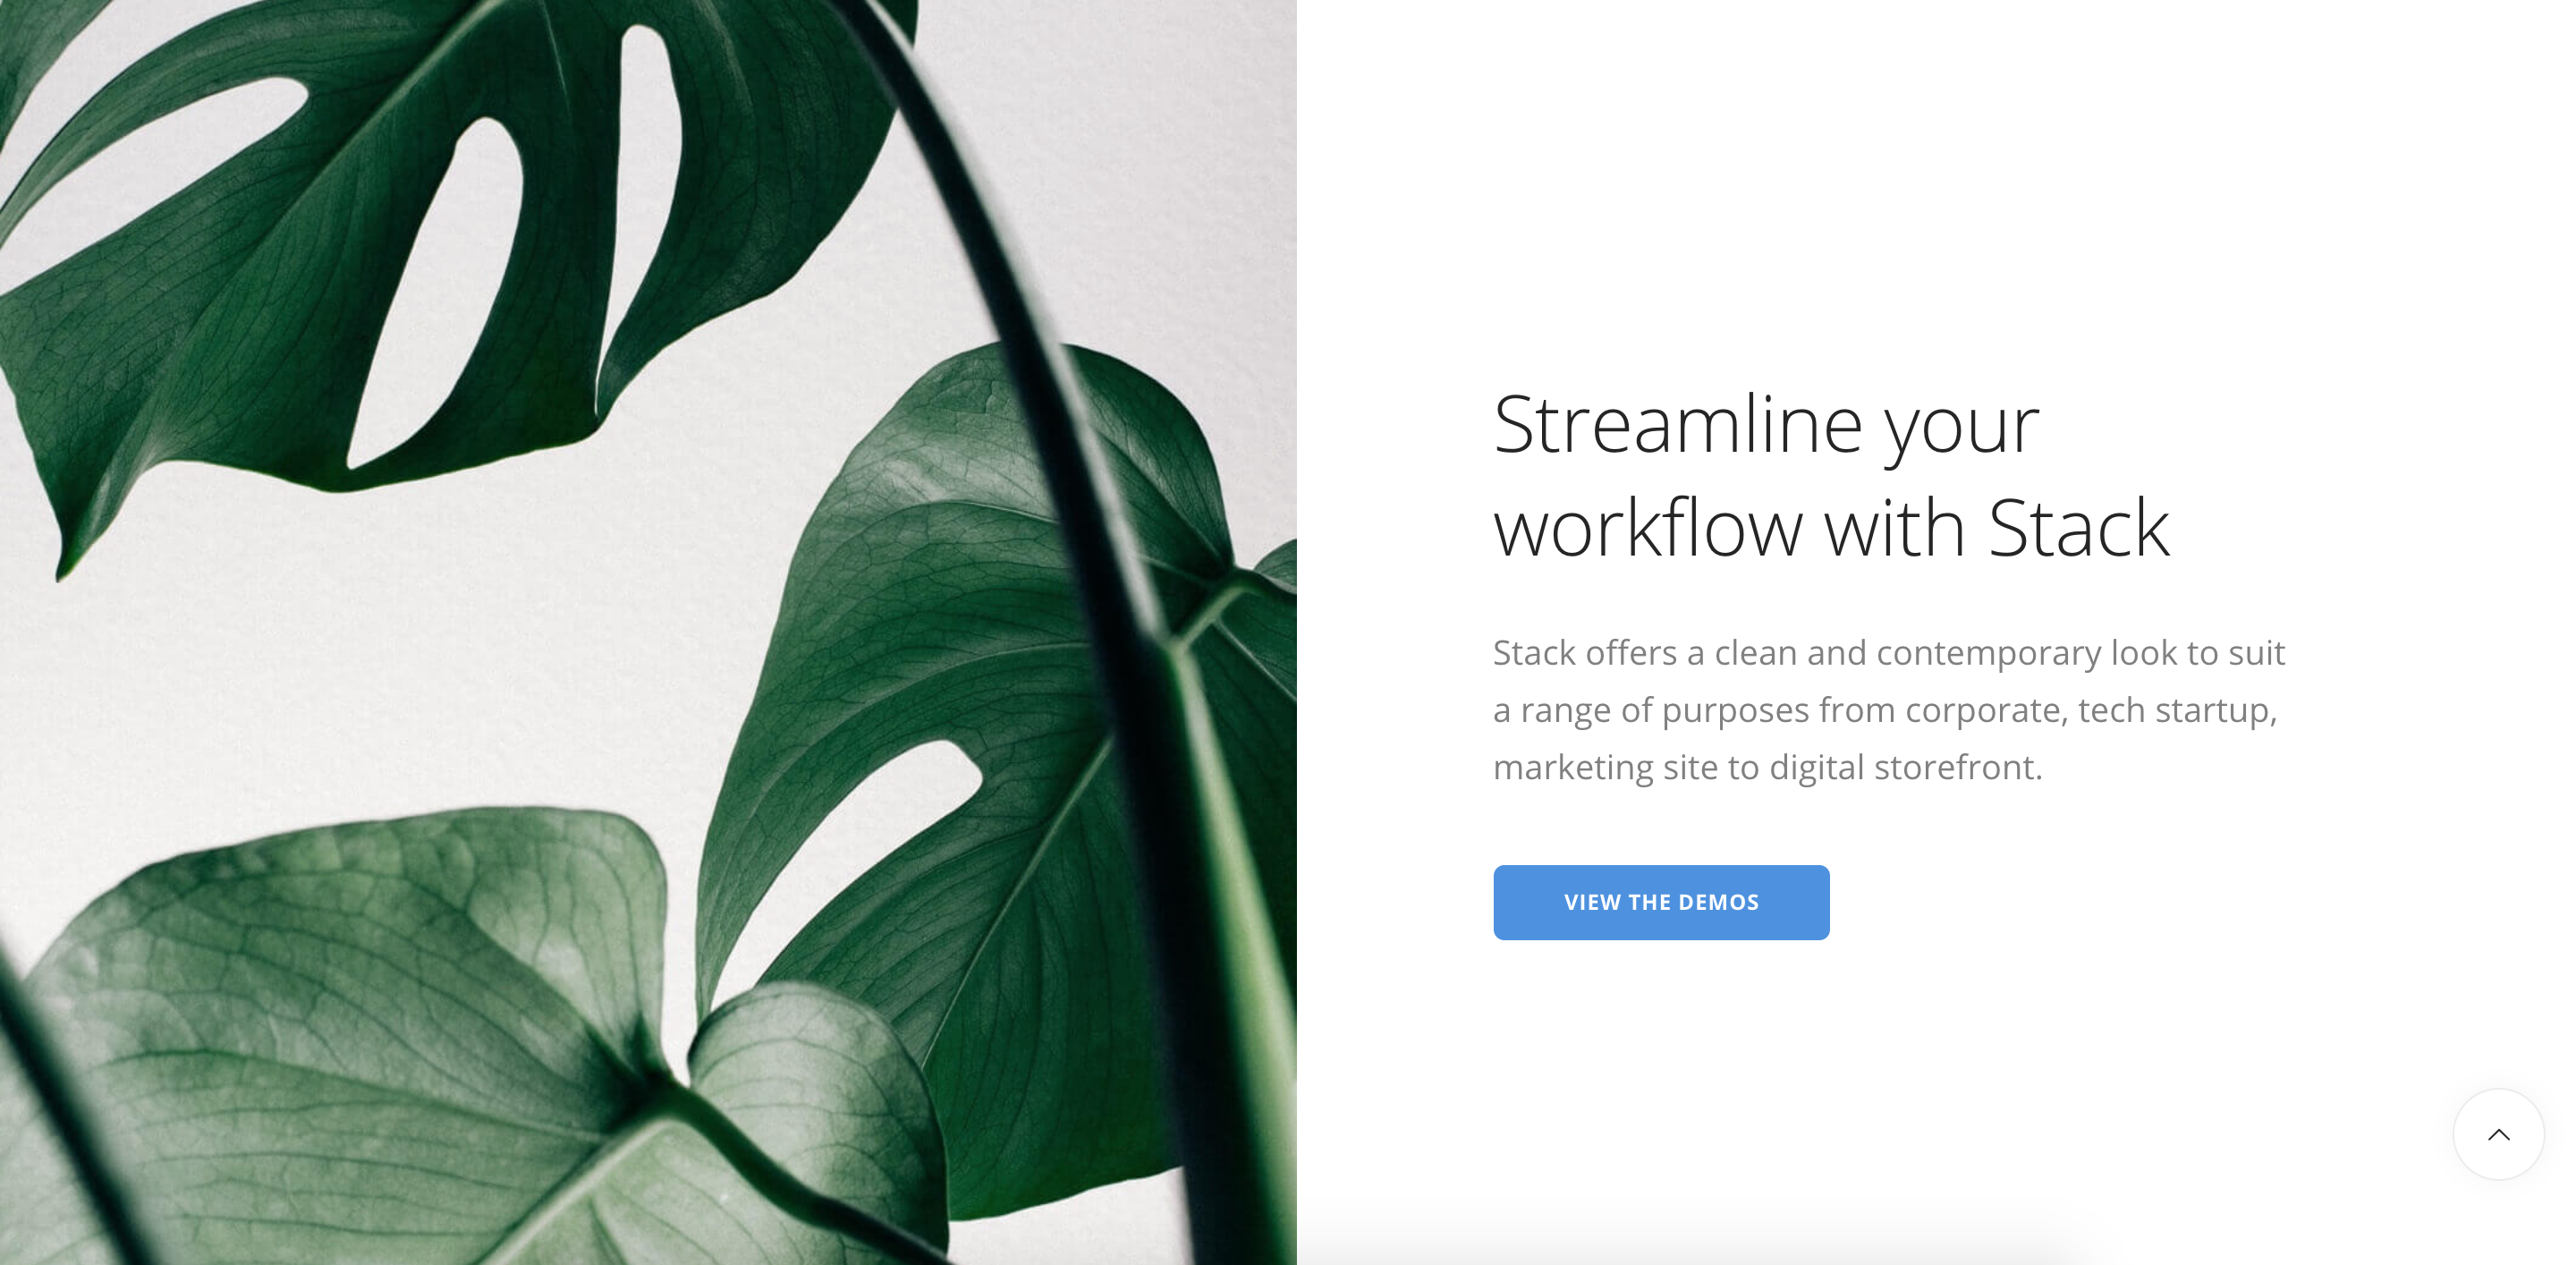 Streamline your
workflow with Stack
Stack offers a clean and contemporary look to suit
a range of purposes from corporate, tech startup,
marketing site to digital storefront.
VIEW THE DEMOS